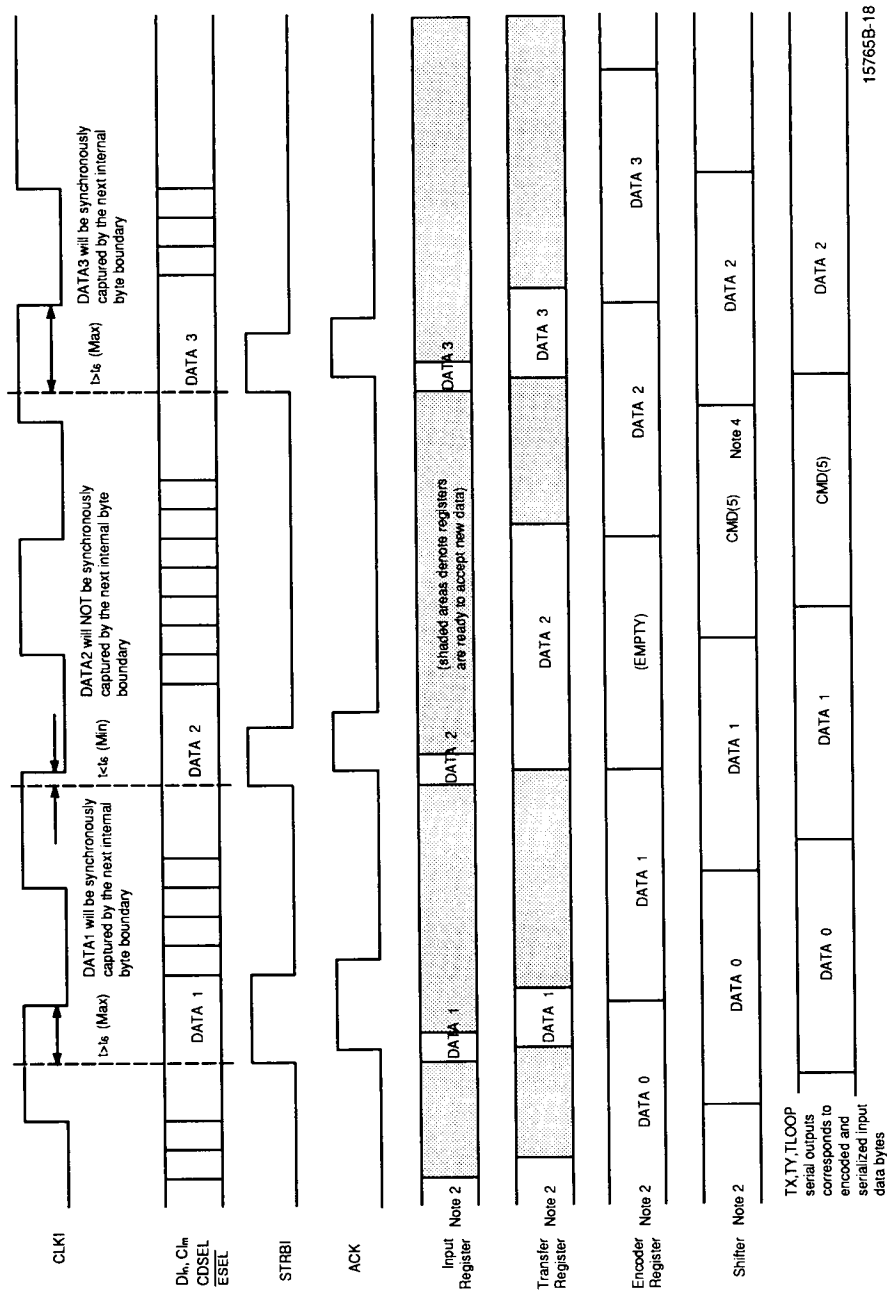 CLKI
t>t₆ (Max)
DATA1 will be synchronously
captured by the next internal
byte boundary
t<t₆ (Min)
DATA2 will NOT be synchronously
captured by the next internal byte
boundary
t>t₆ (Max)
DATA3 will be synchronously
captured by the next internal
byte boundary
DIn, CIm
CDSEL
ESEL
DATA 1
DATA 2
DATA 3
STRBI
ACK
Input
Register
Note 2
DATA 1
DATA 2
(shaded areas denote registers
are ready to accept new data)
DATA 3
Transfer
Register
Note 2
DATA 1
DATA 2
DATA 3
Encoder
Register
Note 2
DATA 0
DATA 1
(EMPTY)
DATA 2
DATA 3
Shifter
Note 2
DATA 0
DATA 1
CMD(5)
Note 4
DATA 2
TX,TY,TLOOP
serial outputs
corresponds to
encoded and
serialized input
data bytes
DATA 0
DATA 1
CMD(5)
DATA 2
15765B-18